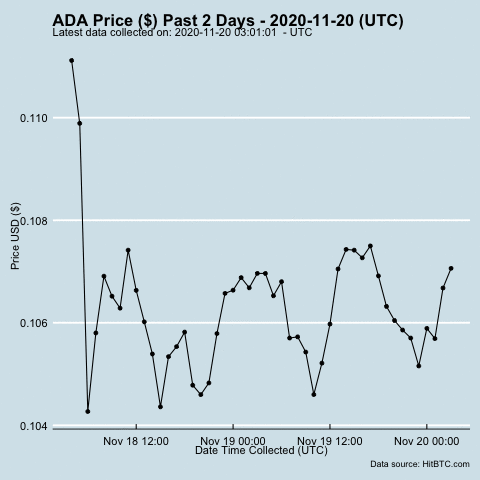 ADA Price ($) Past 2 Days - 2020-11-20 (UTC)
Latest data collected on: 2020-11-20 03:01:01 - UTC
0.110
0.108
Price USD ($)
0.106
0.104
Nov 18 12:00 Nov 19 00:00 Nov 19 12:00 Nov 20 00:00
Date Time Collected (UTC)
Data source: HitBTC.com